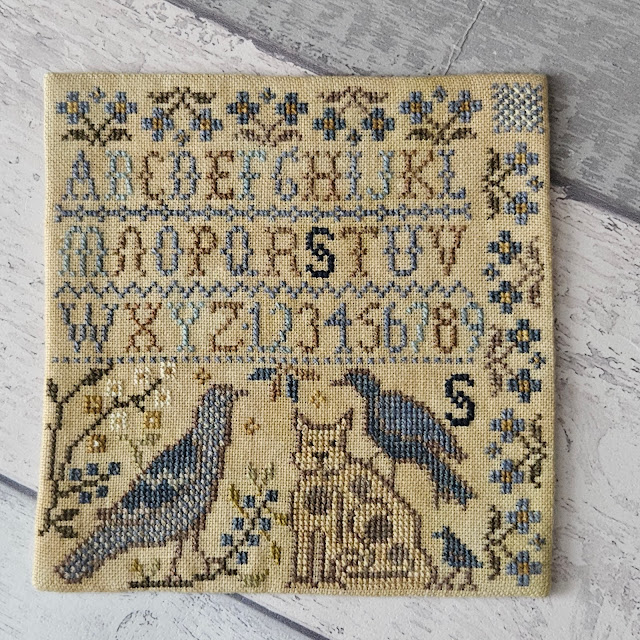 ABCDEFGHIJKL
MNOPQRSTUV
WXYZ123456789
S